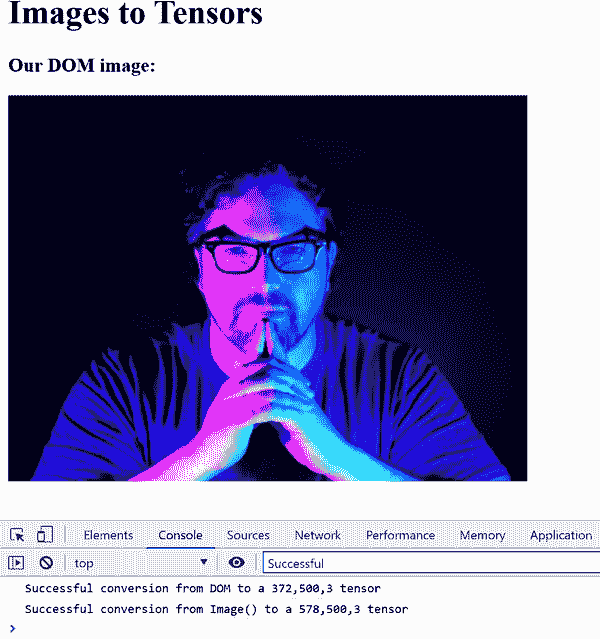 Images to Tensors
Our DOM image:
Elements Console Sources Network Performance Memory Application
top Successful
Successful conversion from DOM to a 372,500,3 tensor
Successful conversion from Image() to a 578,500,3 tensor